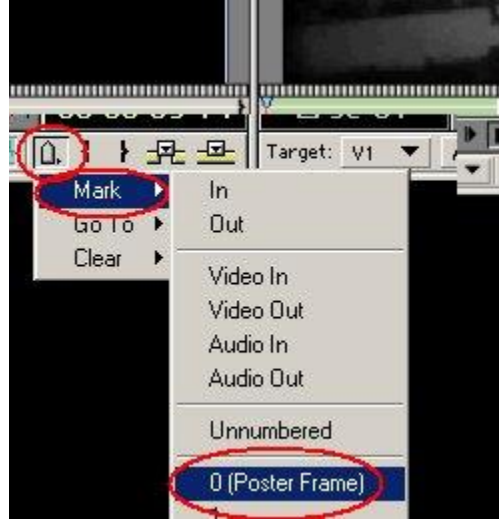 Target: V1
Mark
Go To
Clear
In
Out
Video In
Video Out
Audio In
Audio Out
Unnumbered
0 (Poster Frame)